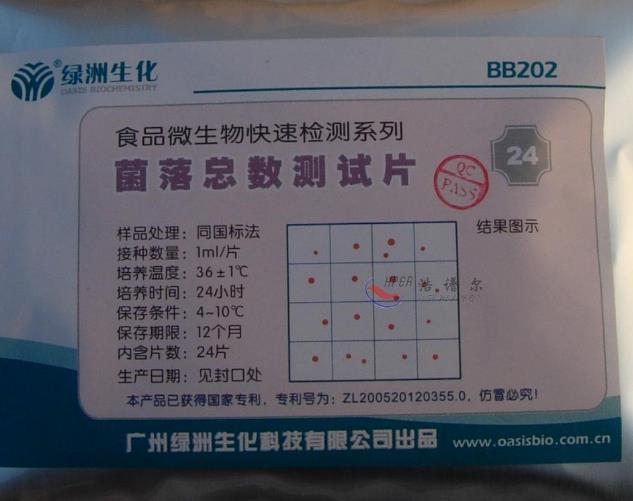 绿洲生化®
OASIS BIOCHEMISTRY
BB202
食品微生物快速检测系列
菌落总数测试片
24
QC
PASS
样品处理：同国标法
接种数量：1ml/片
培养温度：36±1℃
培养时间：24小时
保存条件：4-10℃
保存期限：12个月
内含片数：24片
生产日期：见封口处
结果图示
HPGR 浩谱尔
本产品已获得国家专利，专利号为：ZL200520120355.0，仿冒必究！
广州绿洲生化科技有限公司出品 www.oasisbio.com.cn